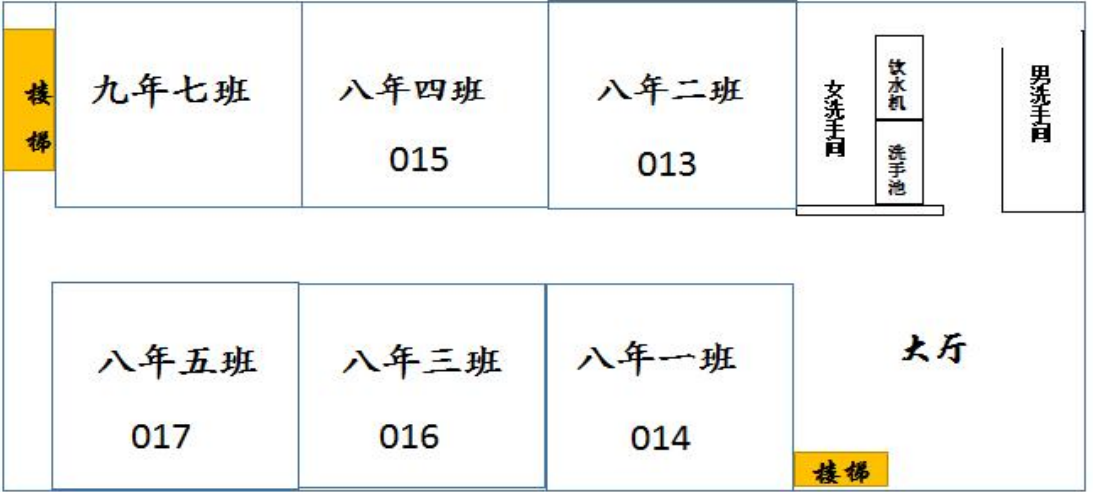 楼梯
九年七班
八年四班
015
八年二班
013
女洗手间
饮水机
洗手池
男洗手间
八年五班
017
八年三班
016
八年一班
014
大厅
楼梯